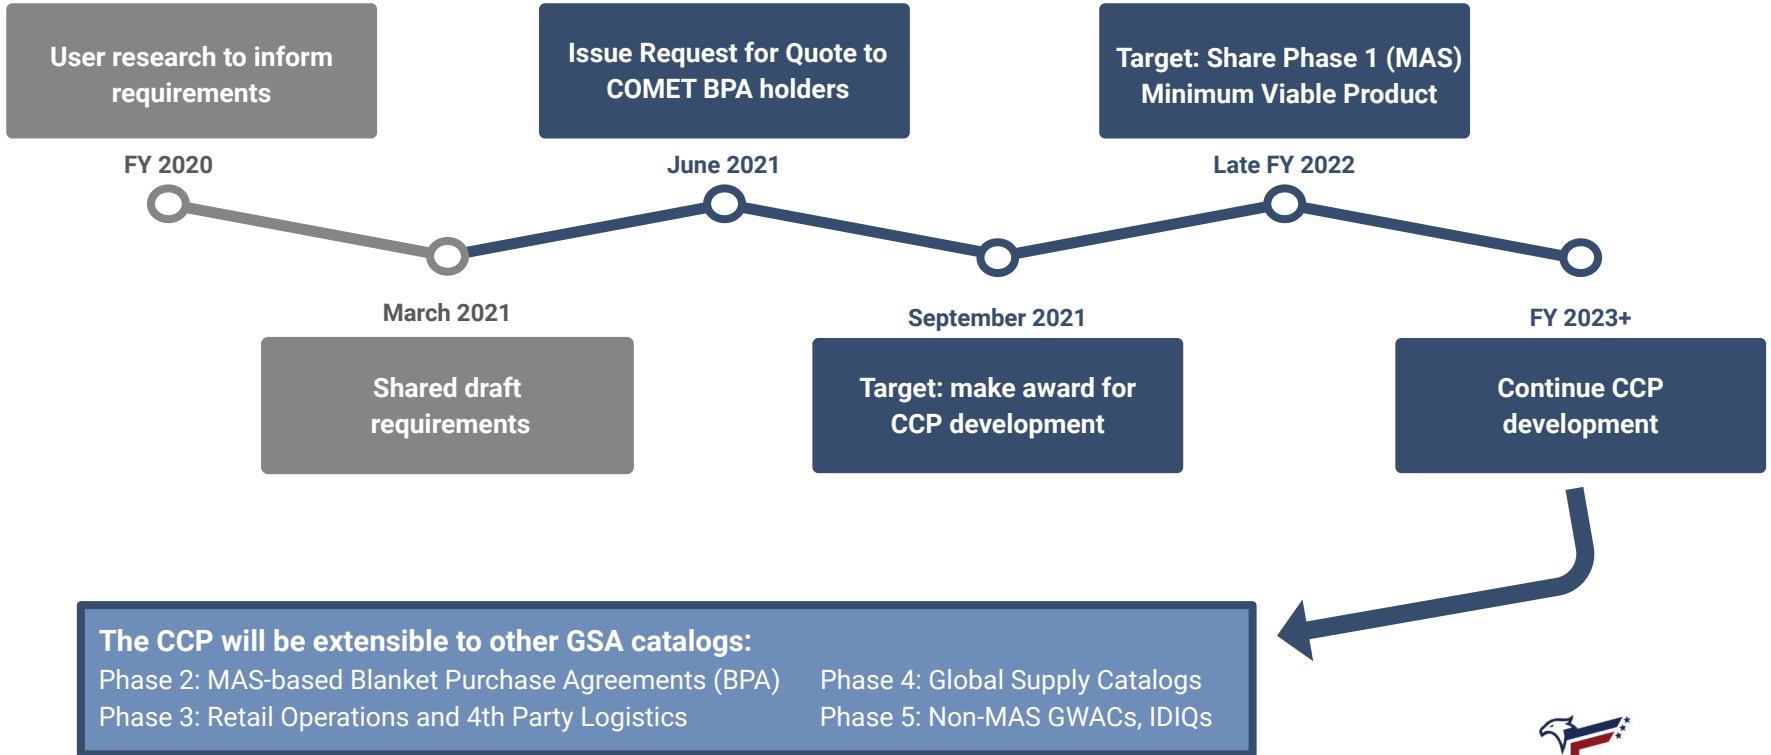 User research to inform
requirements
FY 2020
March 2021
Shared draft
requirements
Issue Request for Quote to
COMET BPA holders
June 2021
September 2021
Target: make award for
CCP development
Target: Share Phase 1 (MAS)
Minimum Viable Product
Late FY 2022
FY 2023+
Continue CCP
development
The CCP will be extensible to other GSA catalogs:
Phase 2: MAS-based Blanket Purchase Agreements (BPA)
Phase 3: Retail Operations and 4th Party Logistics
Phase 4: Global Supply Catalogs
Phase 5: Non-MAS GWACs, IDIQs